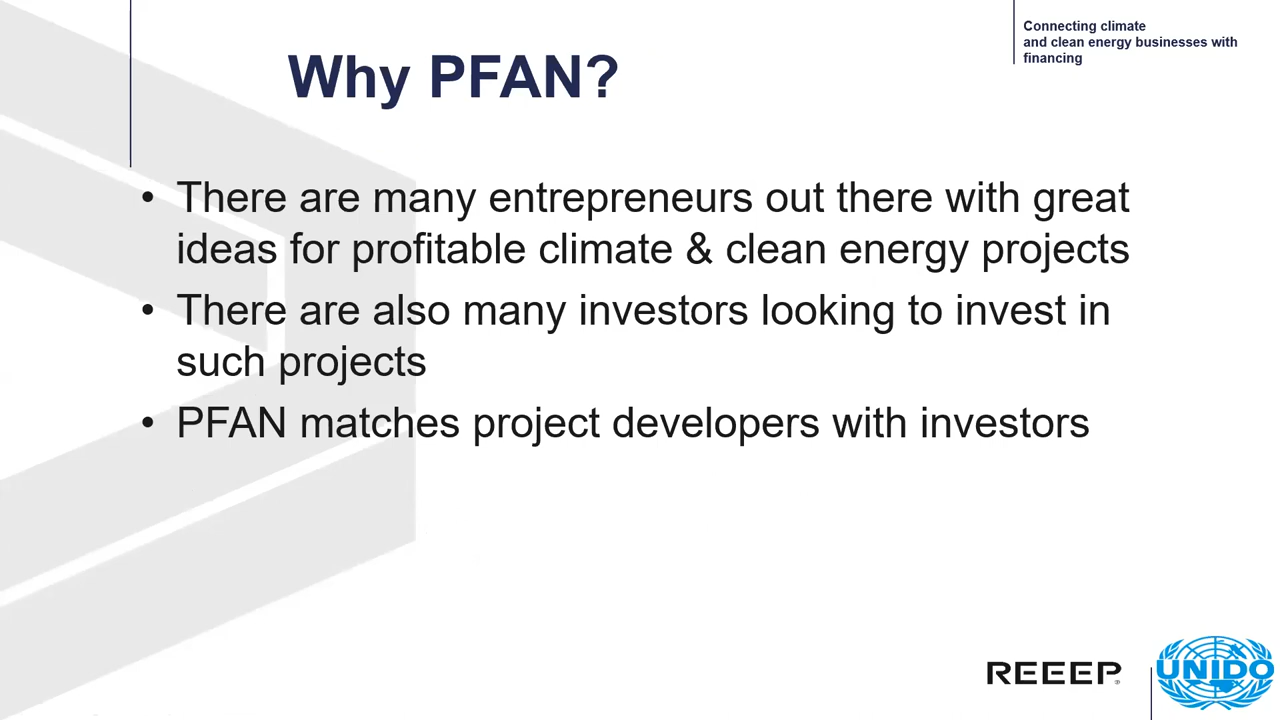 Connecting climate
and clean energy businesses with
financing
Why PFAN?
• There are many entrepreneurs out there with great
ideas for profitable climate & clean energy projects
• There are also many investors looking to invest in
such projects
• PFAN matches project developers with investors
REEEP®
UNIDO